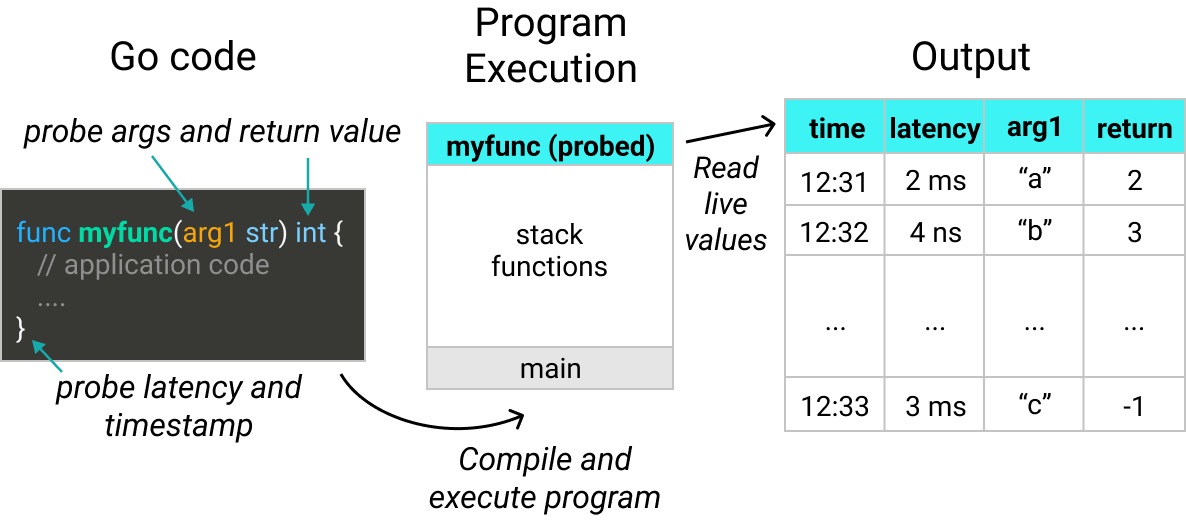 Go code
probe args and return value
func myfunc(arg1 str) int {
// application code
....
}
probe latency and
timestamp
Program
Execution
myfunc (probed)
stack
functions
main
Compile and
execute program
Read
live
values
Output
time latency arg1 return
12:31 2 ms “a” 2
12:32 4 ns “b” 3
... ... ... ...
12:33 3 ms “c” -1